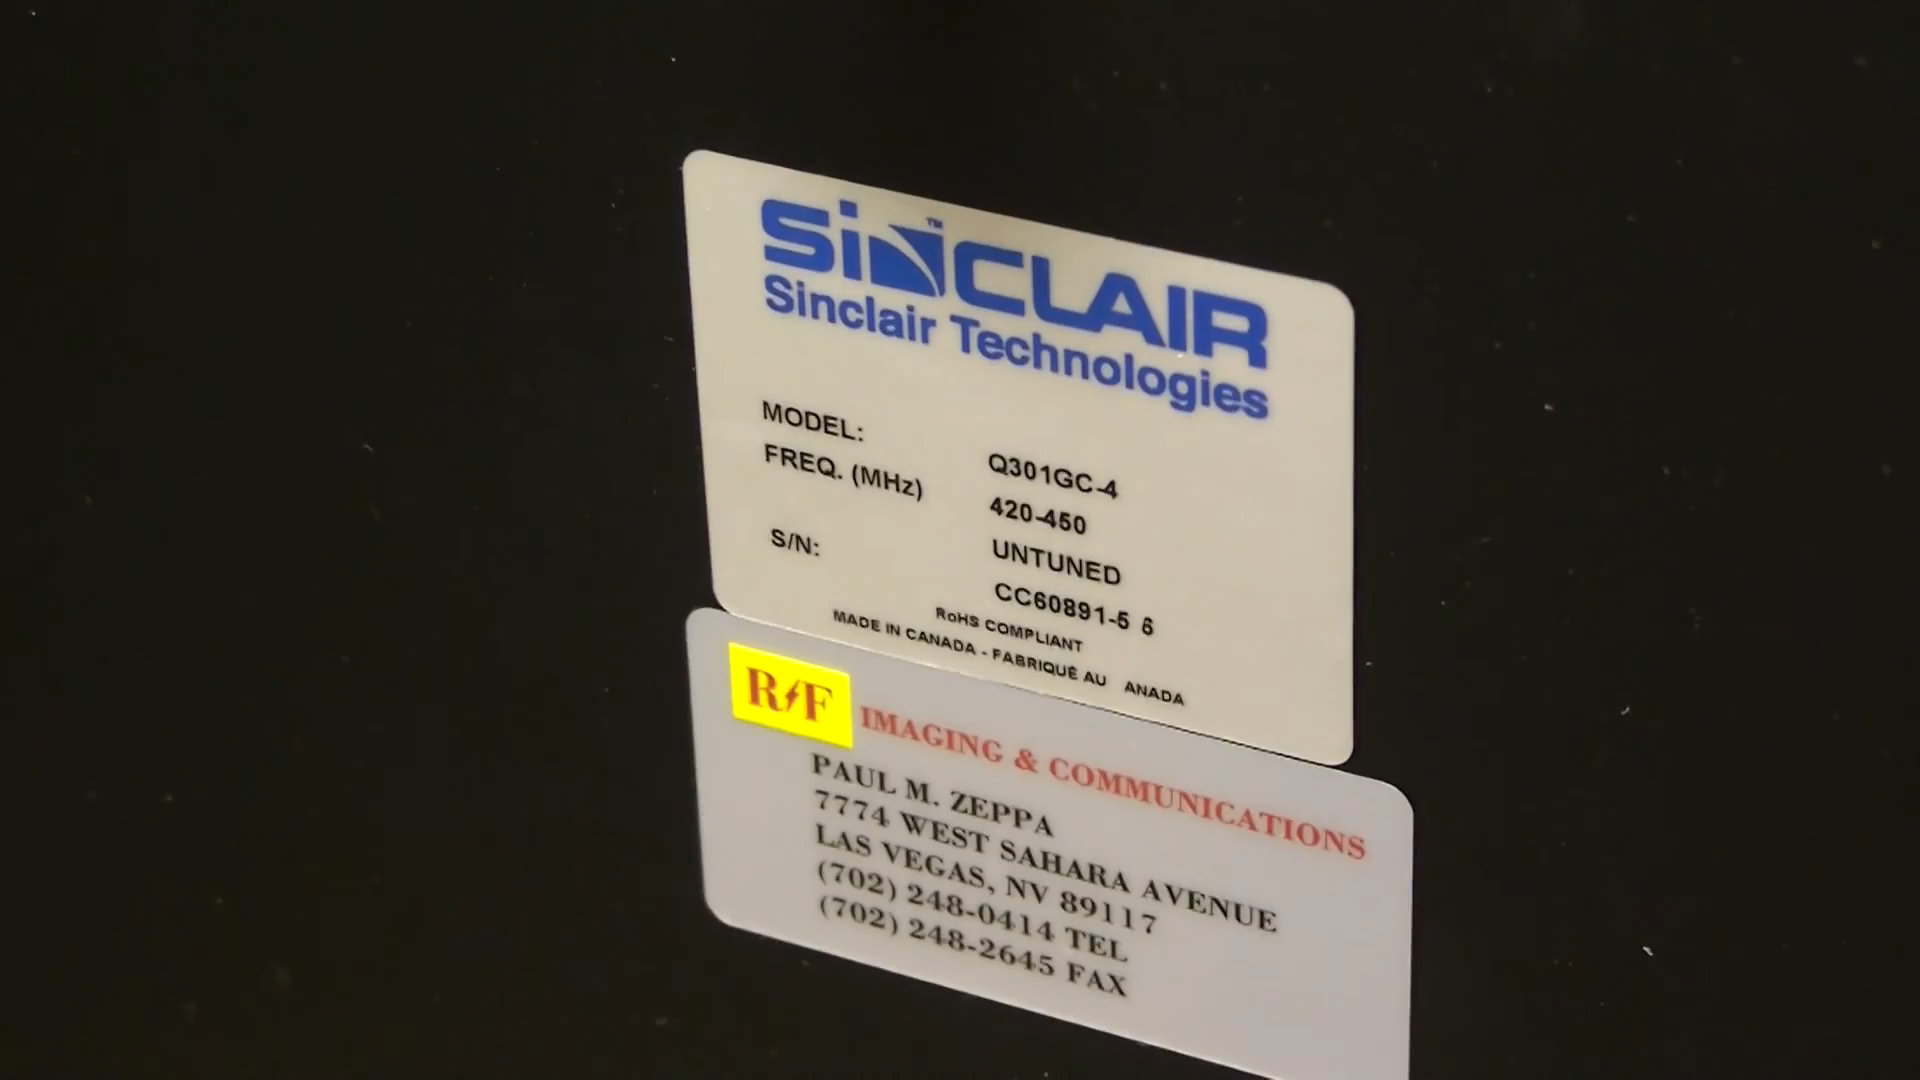 SiNCLAIR™
Sinclair Technologies
MODEL: Q301GC-4
FREQ. (MHz) 420-450
UNTUNED
S/N: CC60891-5 6
RoHS COMPLIANT
MADE IN CANADA - FABRIQUÉ AU ANADA
RF IMAGING & COMMUNICATIONS
PAUL M. ZEPPA
7774 WEST SAHARA AVENUE
LAS VEGAS, NV 89117
(702) 248-0414 TEL
(702) 248-2645 FAX